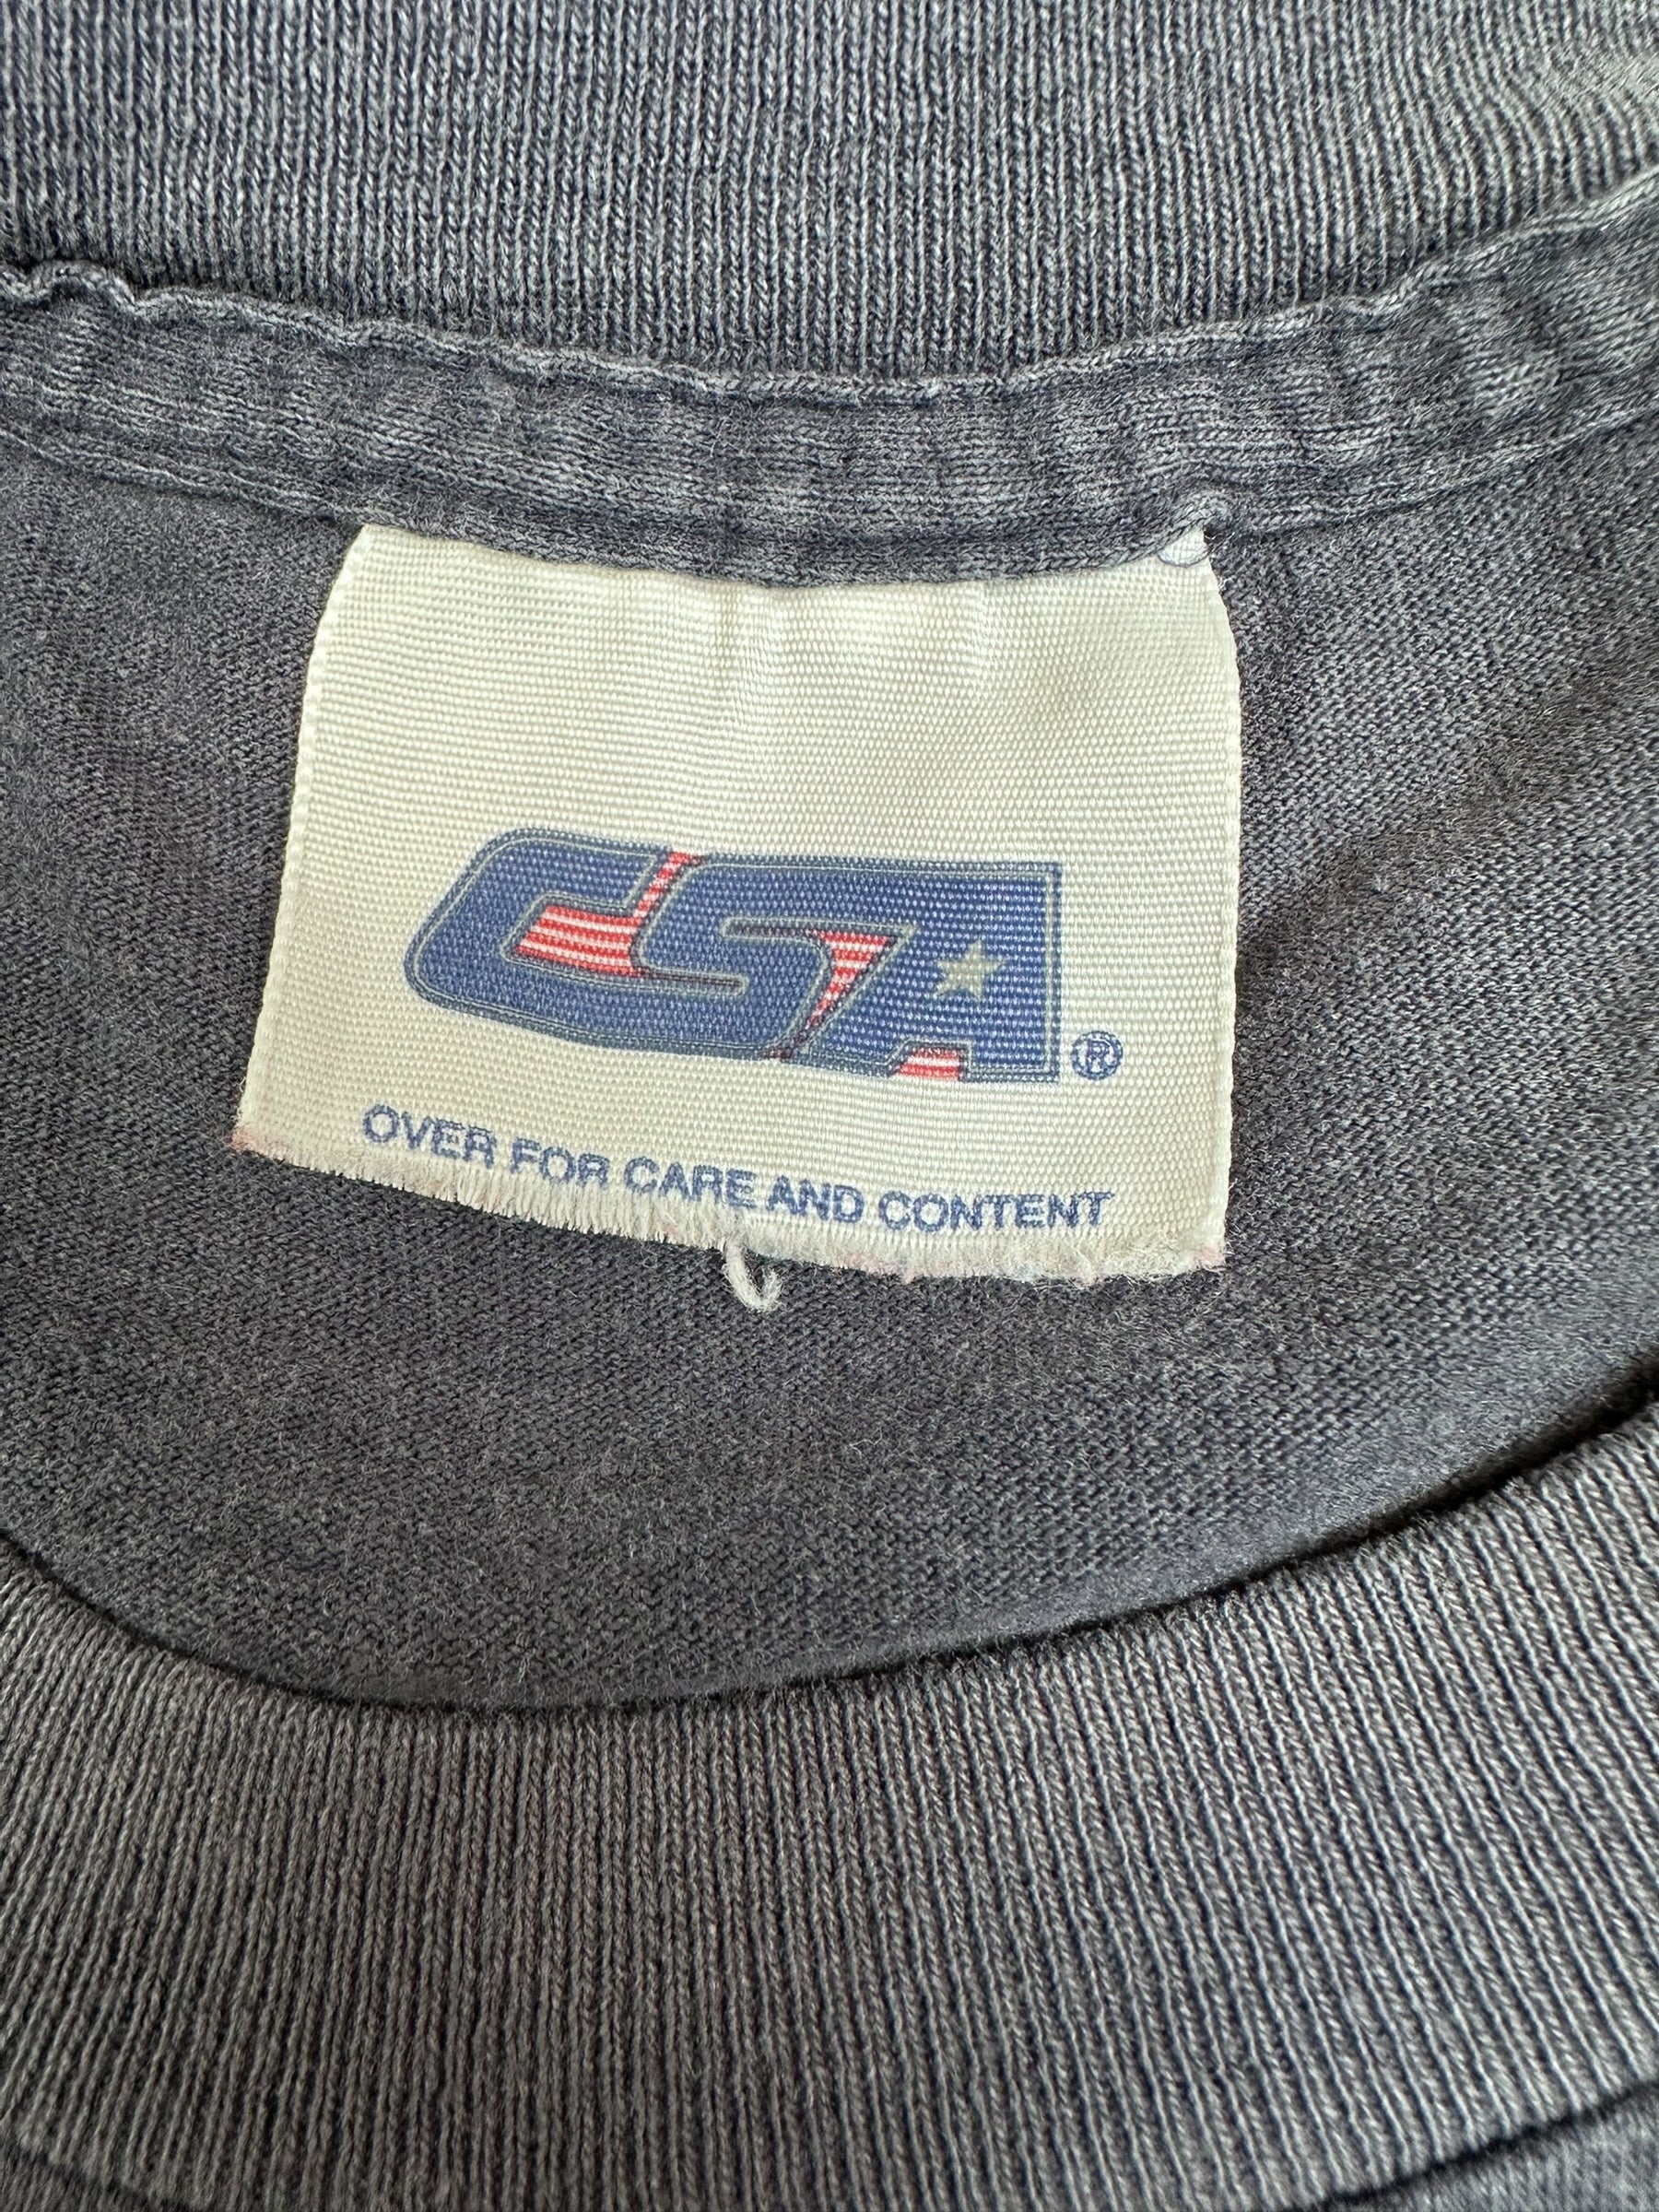 CSA®
OVER FOR CARE AND CONTENT